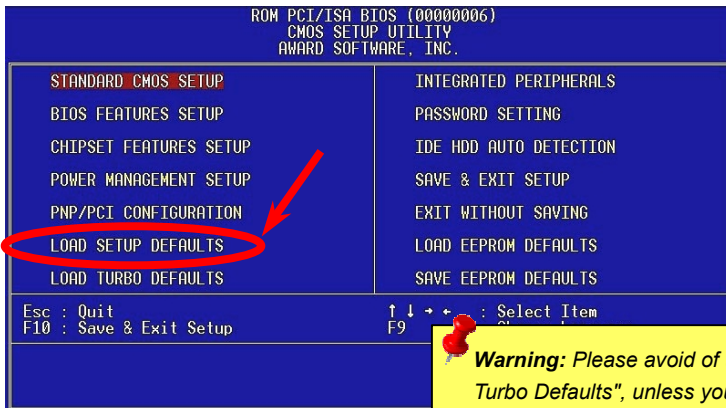 ROM PCI/ISA BIOS (00000006)
CMOS SETUP UTILITY
AWARD SOFTWARE, INC.
STANDARD CMOS SETUP
BIOS FEATURES SETUP
CHIPSET FEATURES SETUP
POWER MANAGEMENT SETUP
PNP/PCI CONFIGURATION
LOAD SETUP DEFAULTS
LOAD TURBO DEFAULTS
INTEGRATED PERIPHERALS
PASSWORD SETTING
IDE HDD AUTO DETECTION
SAVE & EXIT SETUP
EXIT WITHOUT SAVING
LOAD EEPROM DEFAULTS
SAVE EEPROM DEFAULTS
Esc : Quit
F10 : Save & Exit Setup
↑ ↓ → ← : Select Item
F9
Warning: Please avoid of
Turbo Defaults", unless you